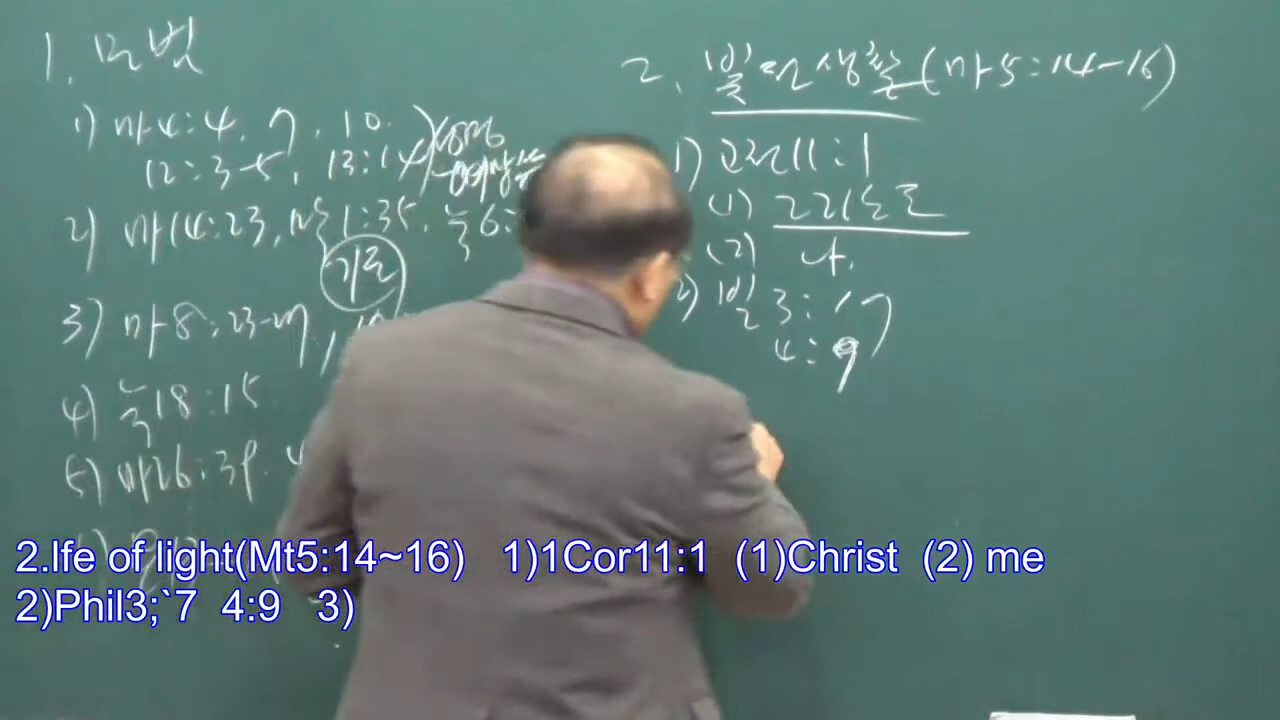 1. 모범
1) 마4:4, 7, 10.
12:3-5, 13:14
2) 마14:23, 막1:35. 눅6:
기도
3) 마8:23-27,
4) 눅18:15
5) 마26:39. 4
2. 빛된생활(마5:14-16)
1) 고전11:1
(1) 그리스도
(2) 나.
2) 빌3:17
4:9
2.Ife of light(Mt5:14~16) 1)1Cor11:1 (1)Christ (2) me
2)Phil3;`7 4:9 3)